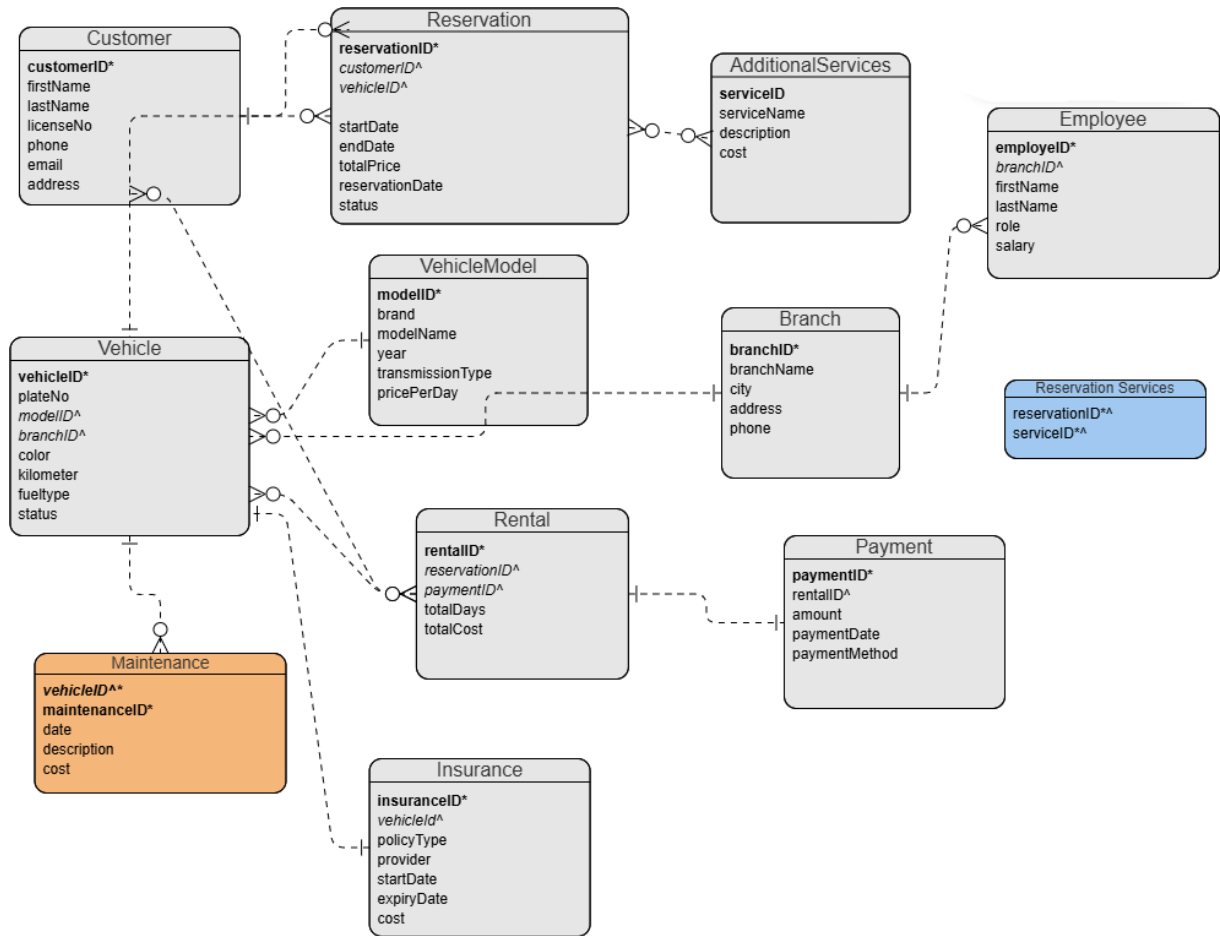 Customer
customerID*
firstName
lastName
licenseNo
phone
email
address
Reservation
reservationID*
customerID^
vehicleID^
startDate
endDate
totalPrice
reservationDate
status
AdditionalServices
serviceID
serviceName
description
cost
Employee
employeID*
branchID^
firstName
lastName
role
salary
VehicleModel
modelID*
brand
modelName
year
transmissionType
pricePerDay
Branch
branchID*
branchName
city
address
phone
Vehicle
vehicleID*
plateNo
modelID^
branchID^
color
kilometer
fueltype
status
Reservation Services
reservationID*^
serviceID*^
Rental
rentalID*
reservationID^
paymentID^
totalDays
totalCost
Payment
paymentID*
rentalID^
amount
paymentDate
paymentMethod
Maintenance
vehicleID^*
maintenanceID*
date
description
cost
Insurance
insuranceID*
vehicleId^
policyType
provider
startDate
expiryDate
cost